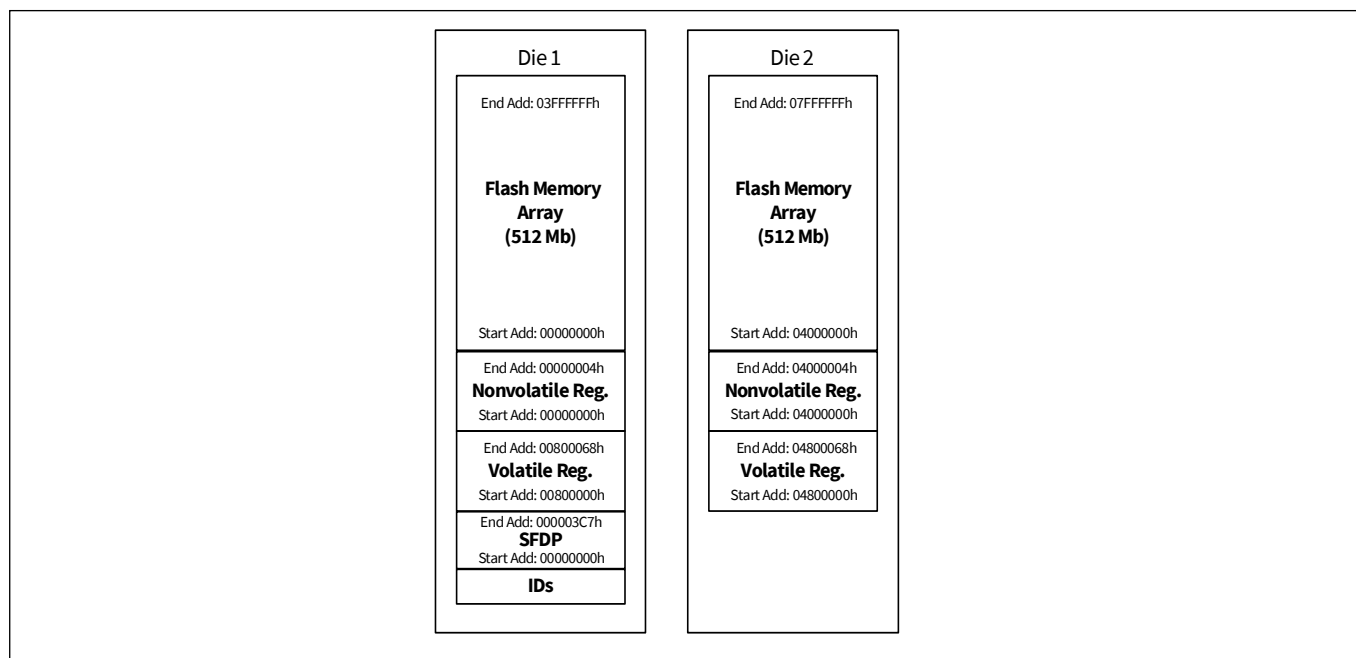 Die 1
End Add: 03FFFFFFh
Flash Memory
Array
(512 Mb)
Start Add: 00000000h
End Add: 00000004h
Nonvolatile Reg.
Start Add: 00000000h
End Add: 00800068h
Volatile Reg.
Start Add: 00800000h
End Add: 000003C7h
SFDP
Start Add: 00000000h
IDs
Die 2
End Add: 07FFFFFFh
Flash Memory
Array
(512 Mb)
Start Add: 04000000h
End Add: 04000004h
Nonvolatile Reg.
Start Add: 04000000h
End Add: 04800068h
Volatile Reg.
Start Add: 04800000h